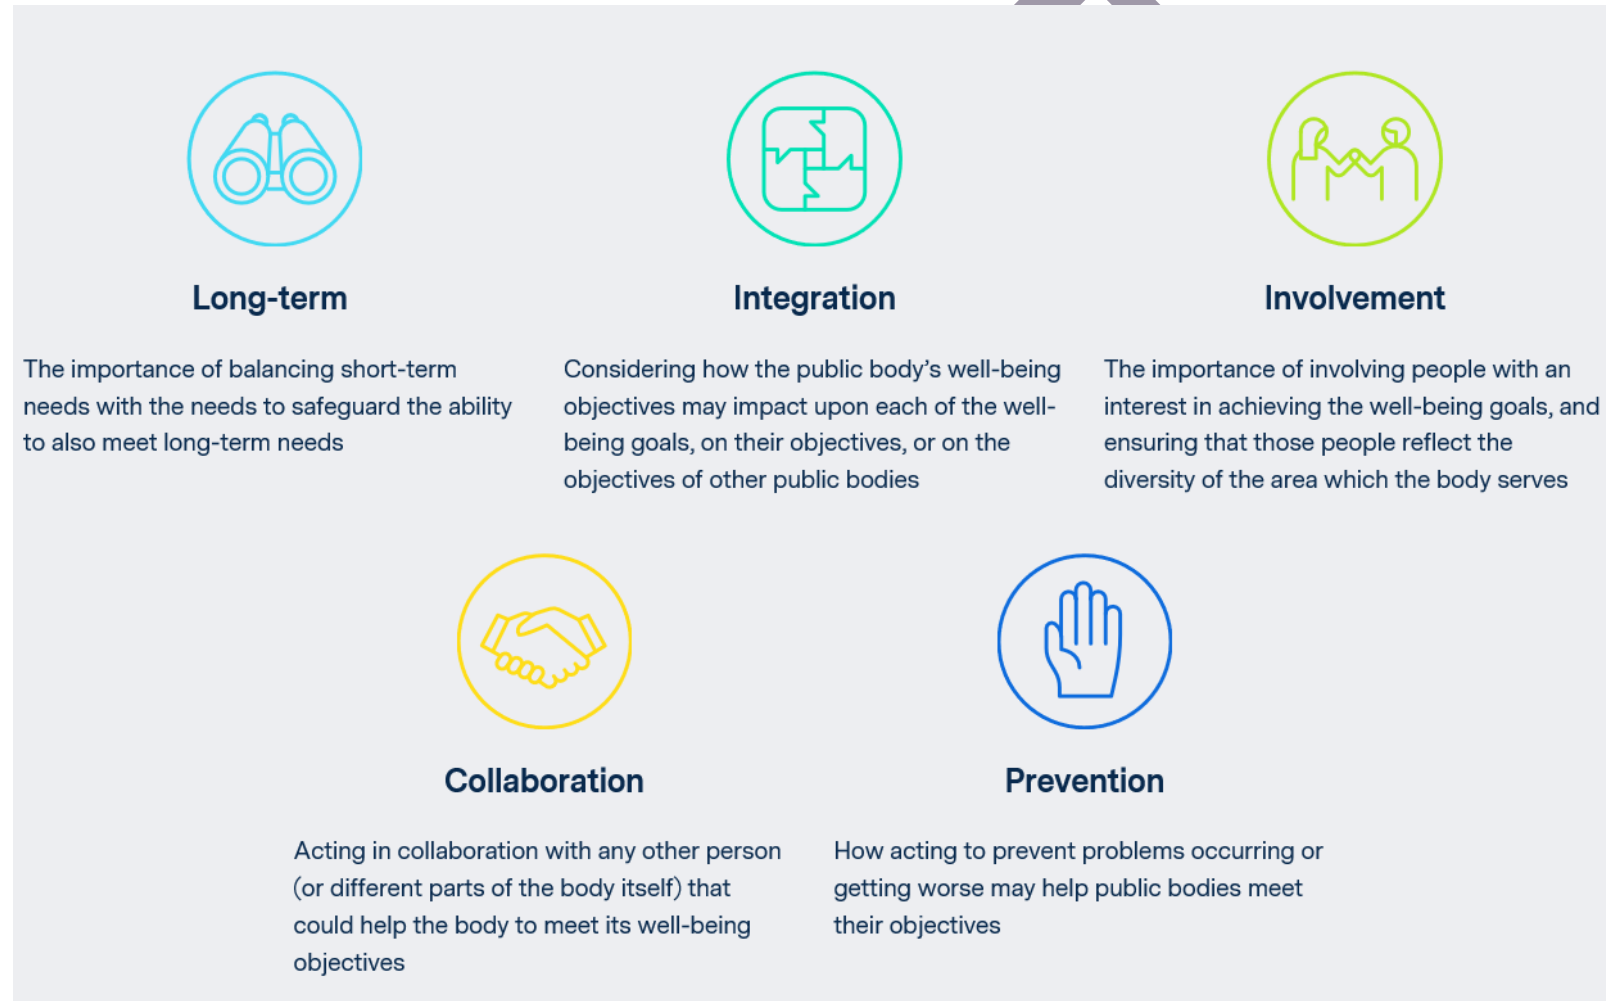 Long-term
The importance of balancing short-term
needs with the needs to safeguard the ability
to also meet long-term needs
Integration
Considering how the public body’s well-being
objectives may impact upon each of the well-
being goals, on their objectives, or on the
objectives of other public bodies
Involvement
The importance of involving people with an
interest in achieving the well-being goals, and
ensuring that those people reflect the
diversity of the area which the body serves
Collaboration
Acting in collaboration with any other person
(or different parts of the body itself) that
could help the body to meet its well-being
objectives
Prevention
How acting to prevent problems occurring or
getting worse may help public bodies meet
their objectives